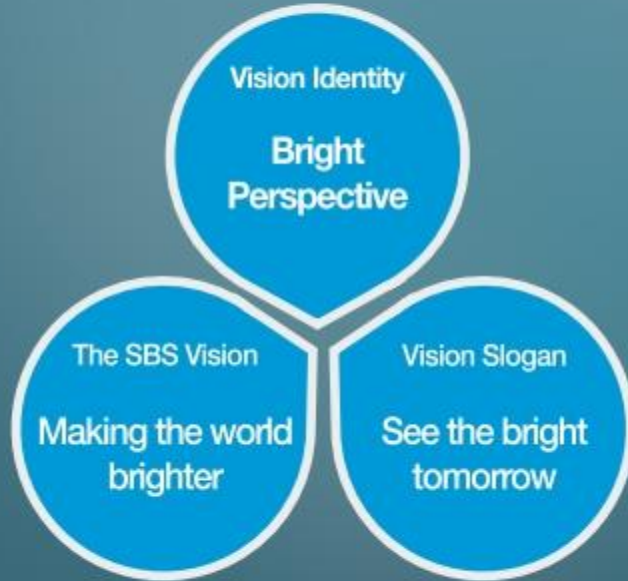 Vision Identity
Bright
Perspective
The SBS Vision
Making the world
brighter
Vision Slogan
See the bright
tomorrow